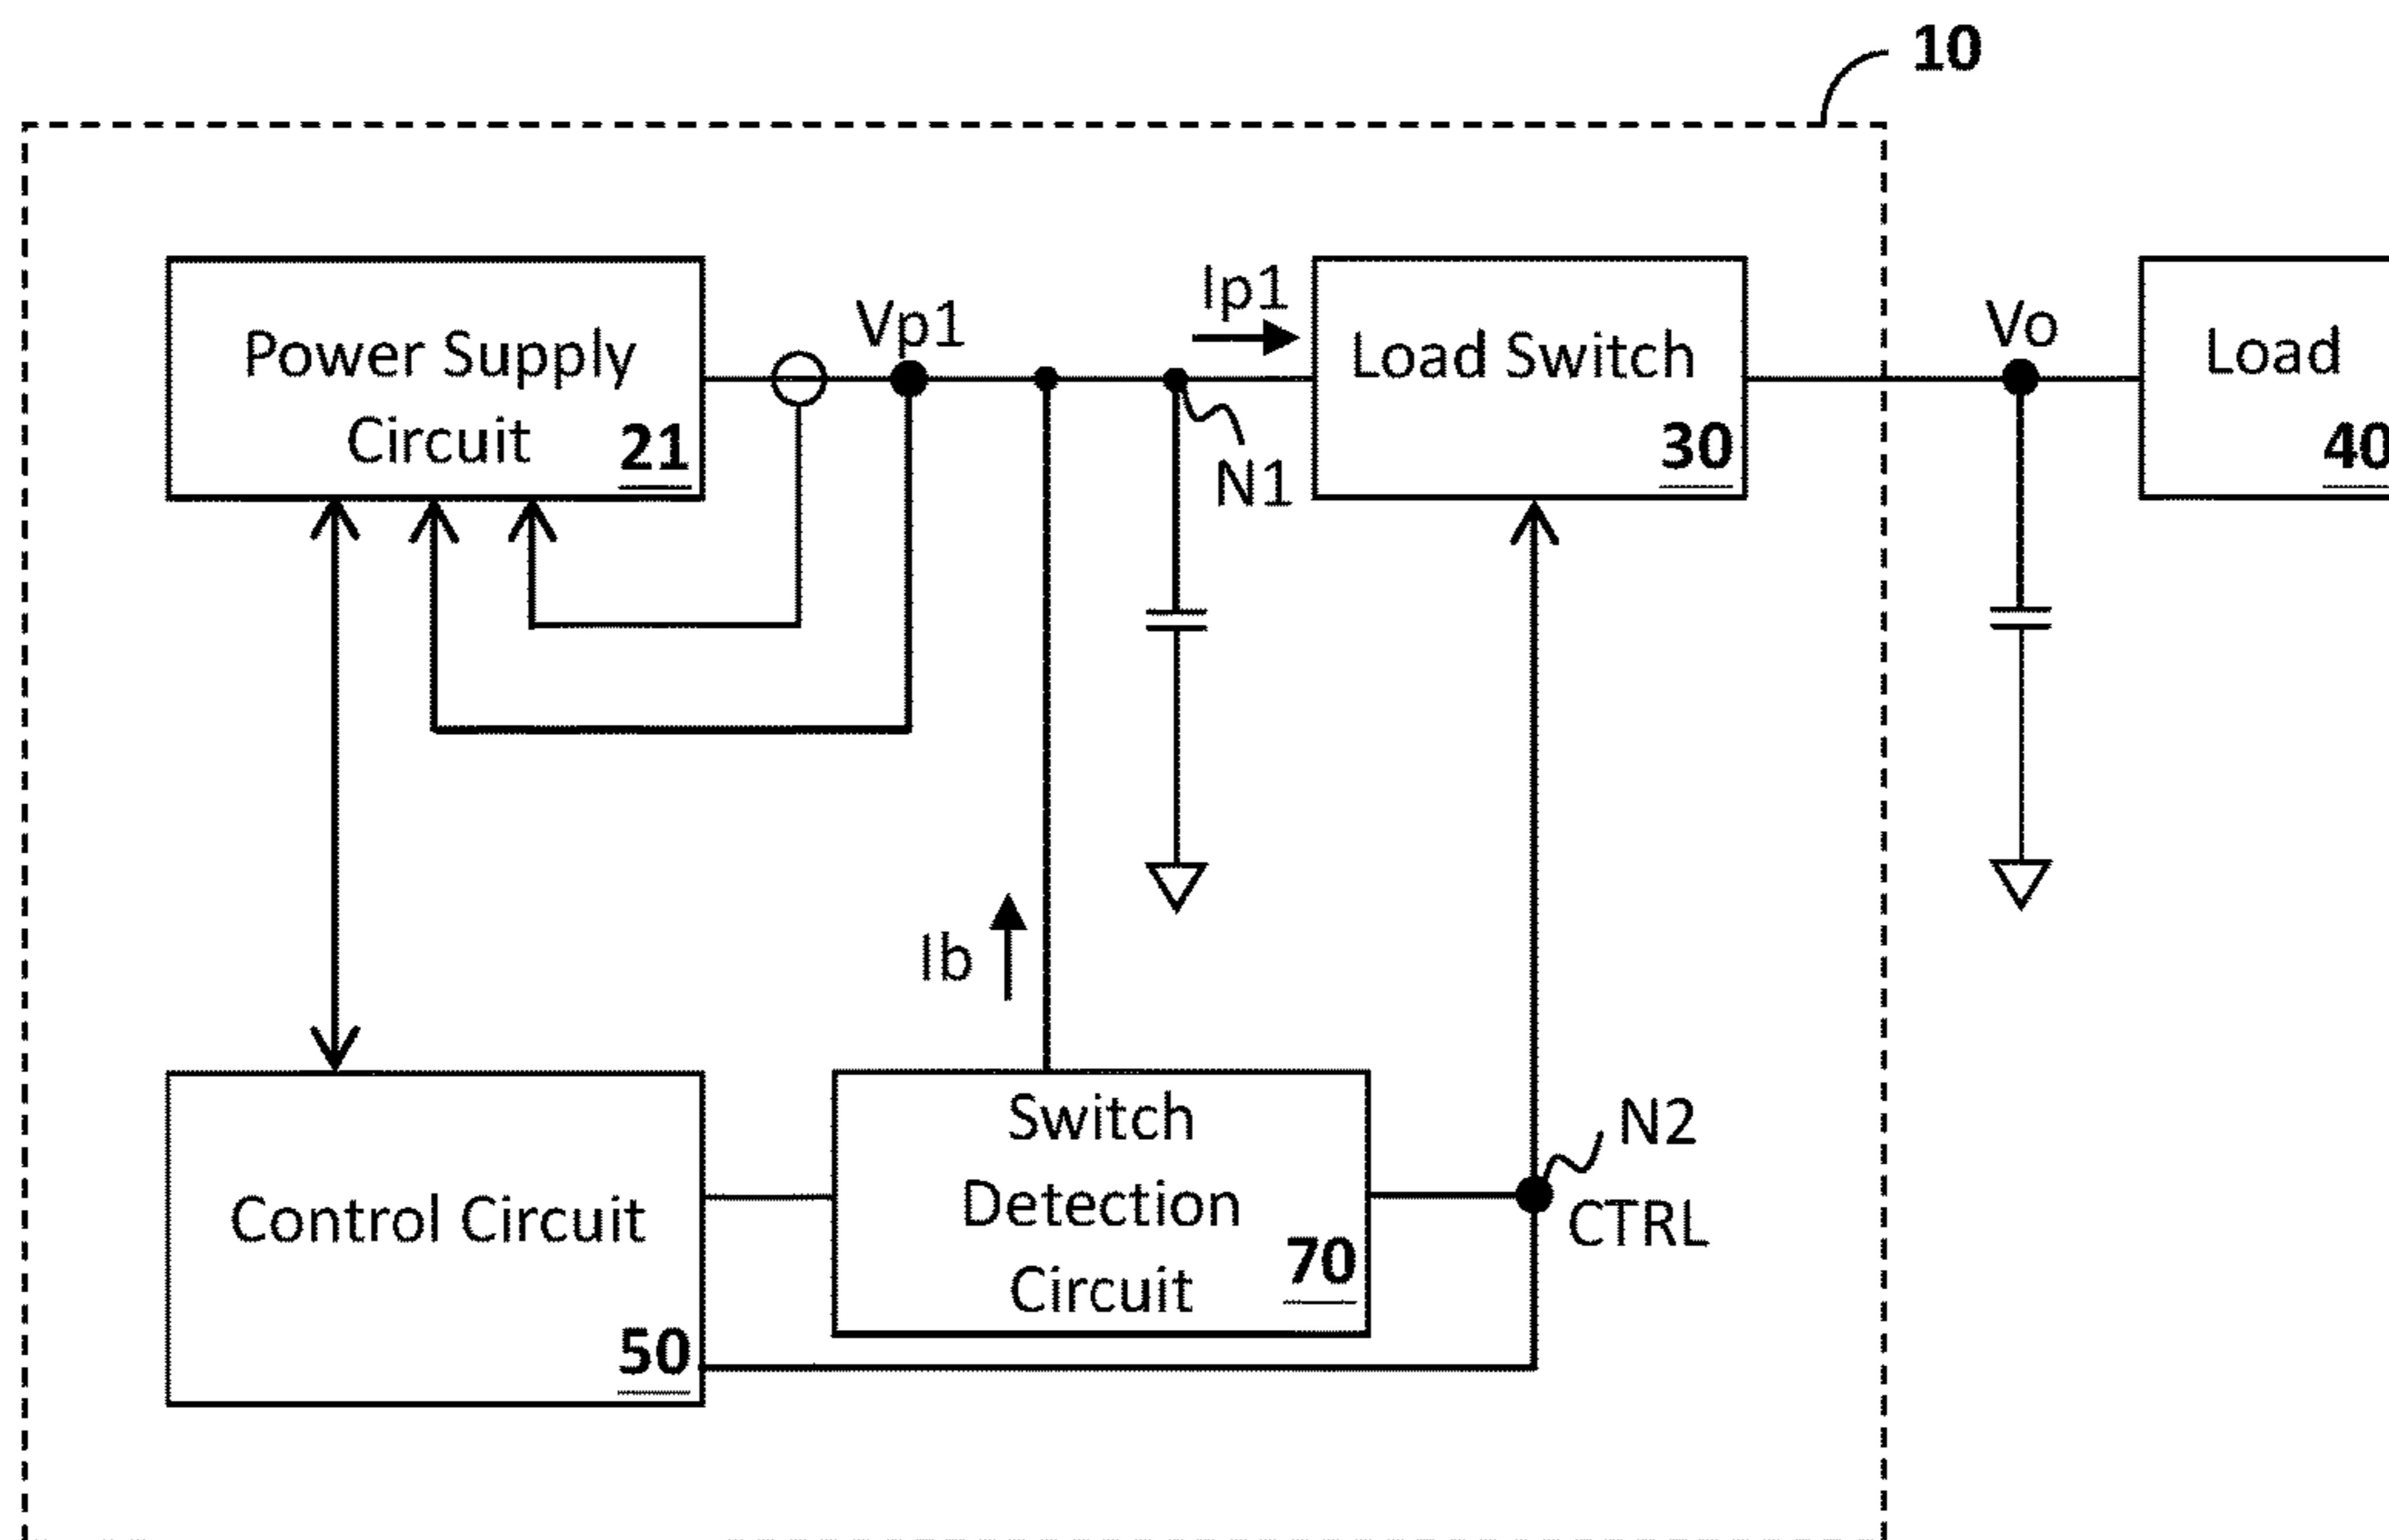 10
Power Supply
Circuit
21
Vp1
Ip1
N1
Load Switch
30
Vo
Load
40
Ib
Control Circuit
50
Switch
Detection
Circuit
70
N2
CTRL